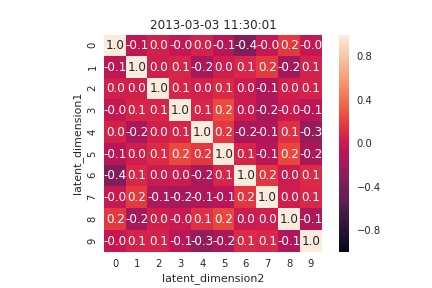 2013-03-03 11:30:01
latent_dimension1
0 1.0 -0.1 0.0 -0.0 0.0 -0.1 -0.4 -0.0 0.2 -0.0
1 -0.1 1.0 0.0 0.1 -0.2 0.0 0.1 0.2 -0.2 0.1
2 0.0 0.0 1.0 0.1 0.0 0.1 0.0 -0.1 0.0 0.1
3 -0.0 0.1 0.1 1.0 0.1 0.2 0.0 -0.2 -0.0 -0.1
4 0.0 -0.2 0.0 0.1 1.0 0.2 -0.2 -0.1 0.1 -0.3
5 -0.1 0.0 0.1 0.2 0.2 1.0 0.1 -0.1 0.2 -0.2
6 -0.4 0.1 0.0 0.0 -0.2 0.1 1.0 0.2 0.0 0.1
7 -0.0 0.2 -0.1 -0.2 -0.1 -0.1 0.2 1.0 0.0 0.1
8 0.2 -0.2 0.0 -0.0 0.1 0.2 0.0 0.0 1.0 -0.1
9 -0.0 0.1 0.1 -0.1 -0.3 -0.2 0.1 0.1 -0.1 1.0
0 1 2 3 4 5 6 7 8 9
latent_dimension2
0.8
0.4
0.0
−0.4
−0.8